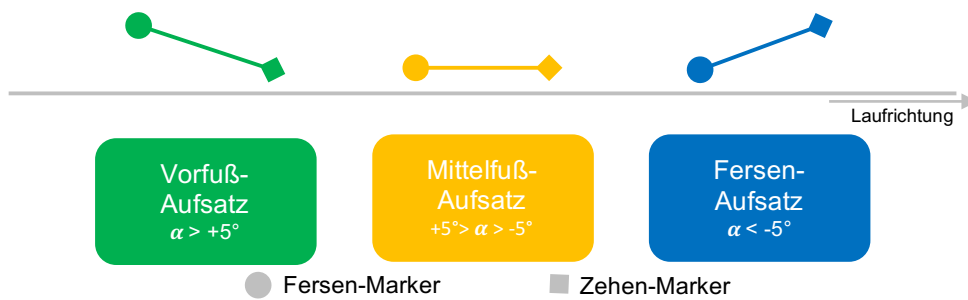 Laufrichtung
Vorfuß-
Aufsatz
α > +5°
Mittelfuß-
Aufsatz
+5°> α > -5°
Fersen-
Aufsatz
α < -5°
Fersen-Marker
Zehen-Marker